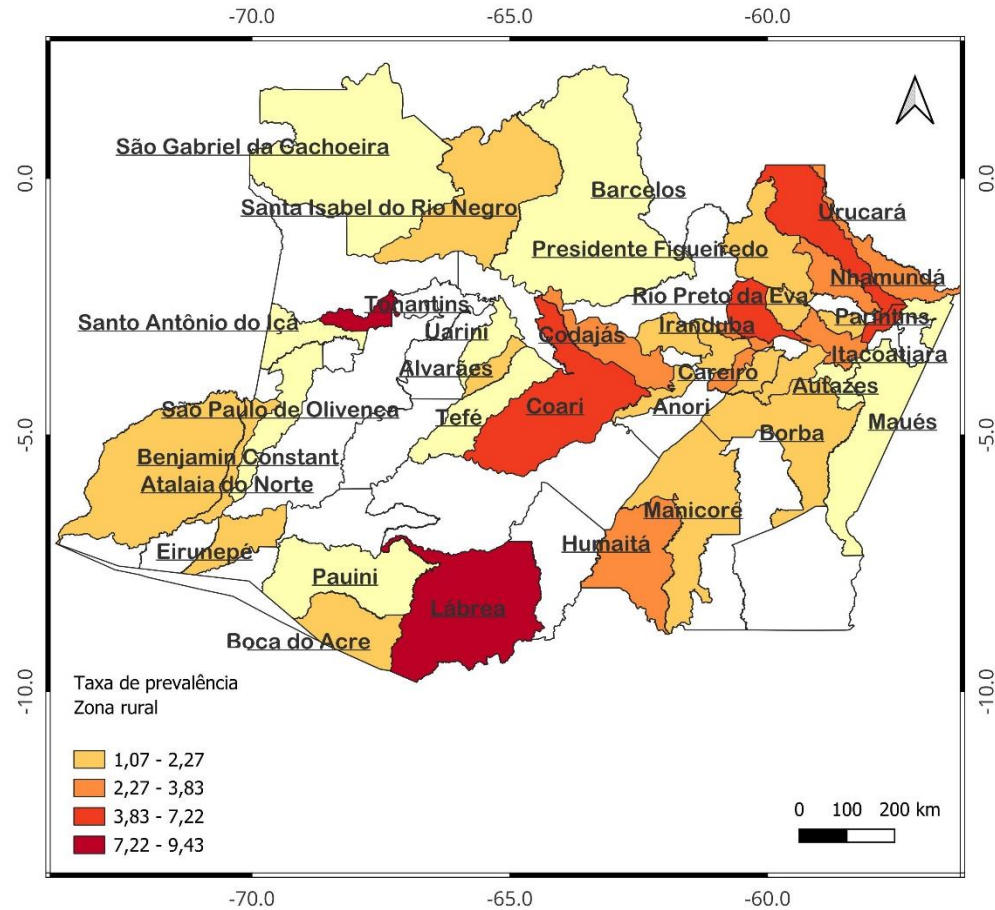 -70.0
-65.0
-60.0
0.0
0.0
São Gabriel da Cachoeira
Barcelos
Santa Isabel do Rio Negro
Urucará
Presidente Figueiredo
Nhamundá
Rio Preto da Eva
Tonantins
Parintins
Santo Antônio do Içá
Uarini
Codajás
Iranduba
Itacoatiara
Alvarães
Careiro
Autazes
São Paulo de Olivença
Tefé
Coari
Anori
Maués
-5.0
-5.0
Borba
Benjamin Constant
Atalaia do Norte
Manicoré
Eirunepé
Humaitá
Pauini
Lábrea
Boca do Acre
-10.0
-10.0
Taxa de prevalência
Zona rural
1,07 - 2,27
2,27 - 3,83
3,83 - 7,22
7,22 - 9,43
0 100 200 km
-70.0
-65.0
-60.0